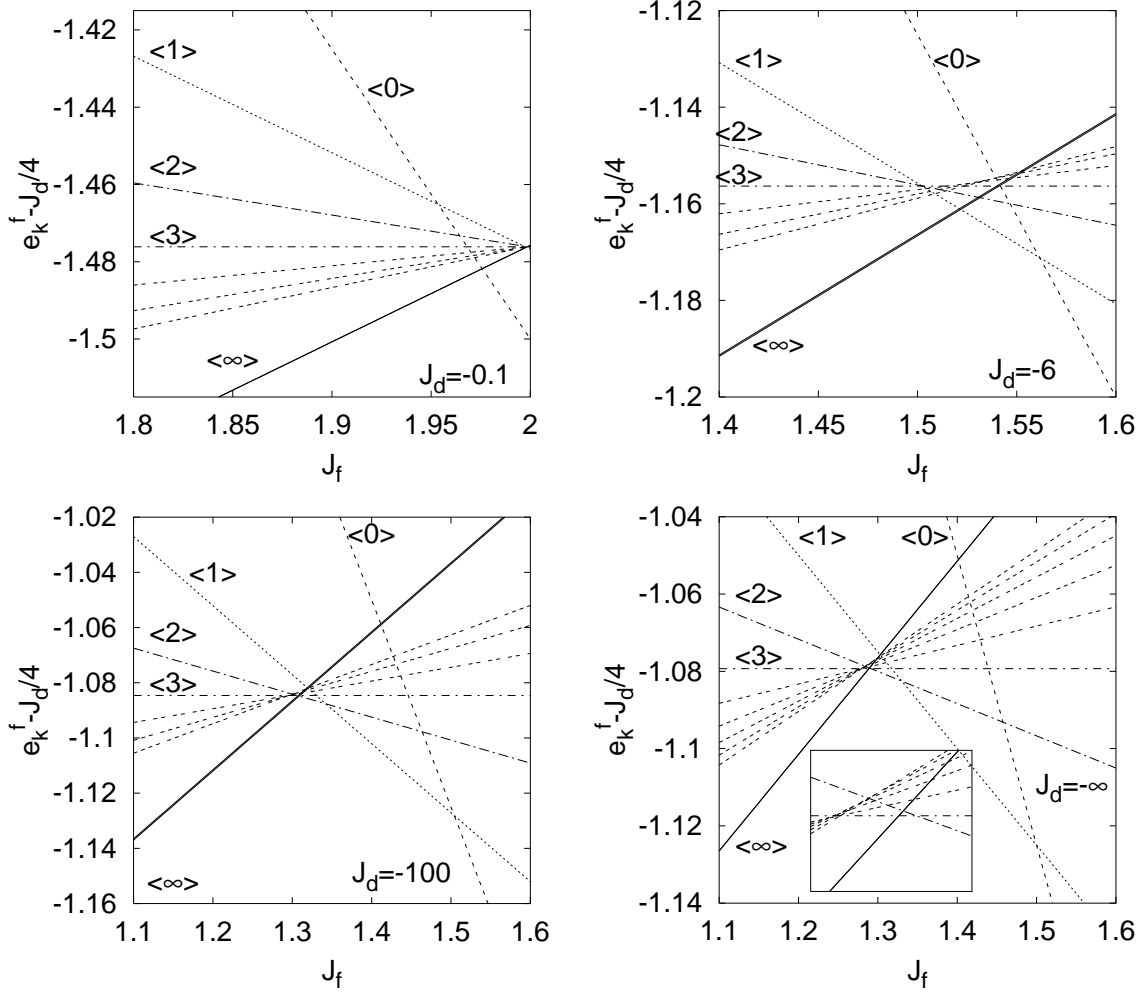 -1.42
-1.44
-1.46
-1.48
-1.5
e_k^f-J_d/4
<1>
<0>
<2>
<3>
<∞>
J_d=-0.1
1.8 1.85 1.9 1.95 2
J_f
-1.12
-1.14
-1.16
-1.18
-1.2
e_k^f-J_d/4
<1>
<0>
<2>
<3>
<∞>
J_d=-6
1.4 1.45 1.5 1.55 1.6
J_f
-1.02
-1.04
-1.06
-1.08
-1.1
-1.12
-1.14
-1.16
e_k^f-J_d/4
<0>
<1>
<2>
<3>
<∞>
J_d=-100
1.1 1.2 1.3 1.4 1.5 1.6
J_f
-1.04
-1.06
-1.08
-1.1
-1.12
-1.14
e_k^f-J_d/4
<1> <0>
<2>
<3>
J_d=-∞
<∞>
1.1 1.2 1.3 1.4 1.5 1.6
J_f